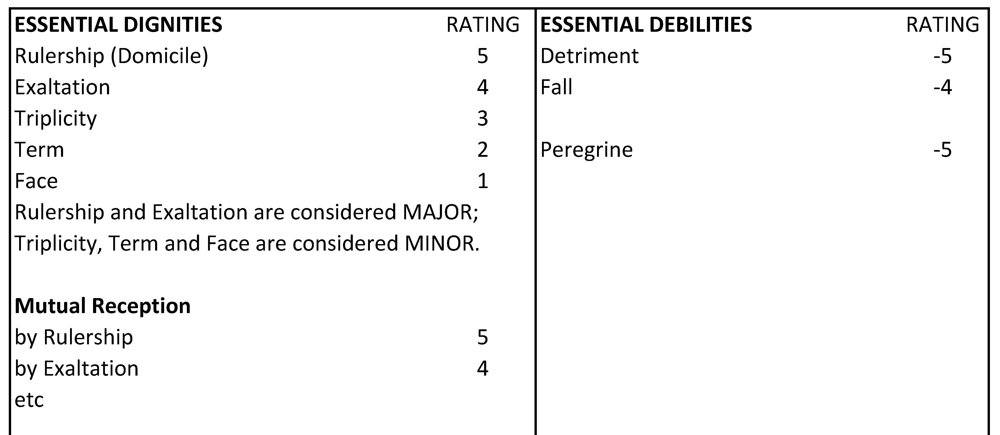 ESSENTIAL DIGNITIES RATING
Rulership (Domicile) 5
Exaltation 4
Triplicity 3
Term 2
Face 1
Rulership and Exaltation are considered MAJOR;
Triplicity, Term and Face are considered MINOR.
Mutual Reception
by Rulership 5
by Exaltation 4
etc
ESSENTIAL DEBILITIES RATING
Detriment -5
Fall -4
Peregrine -5